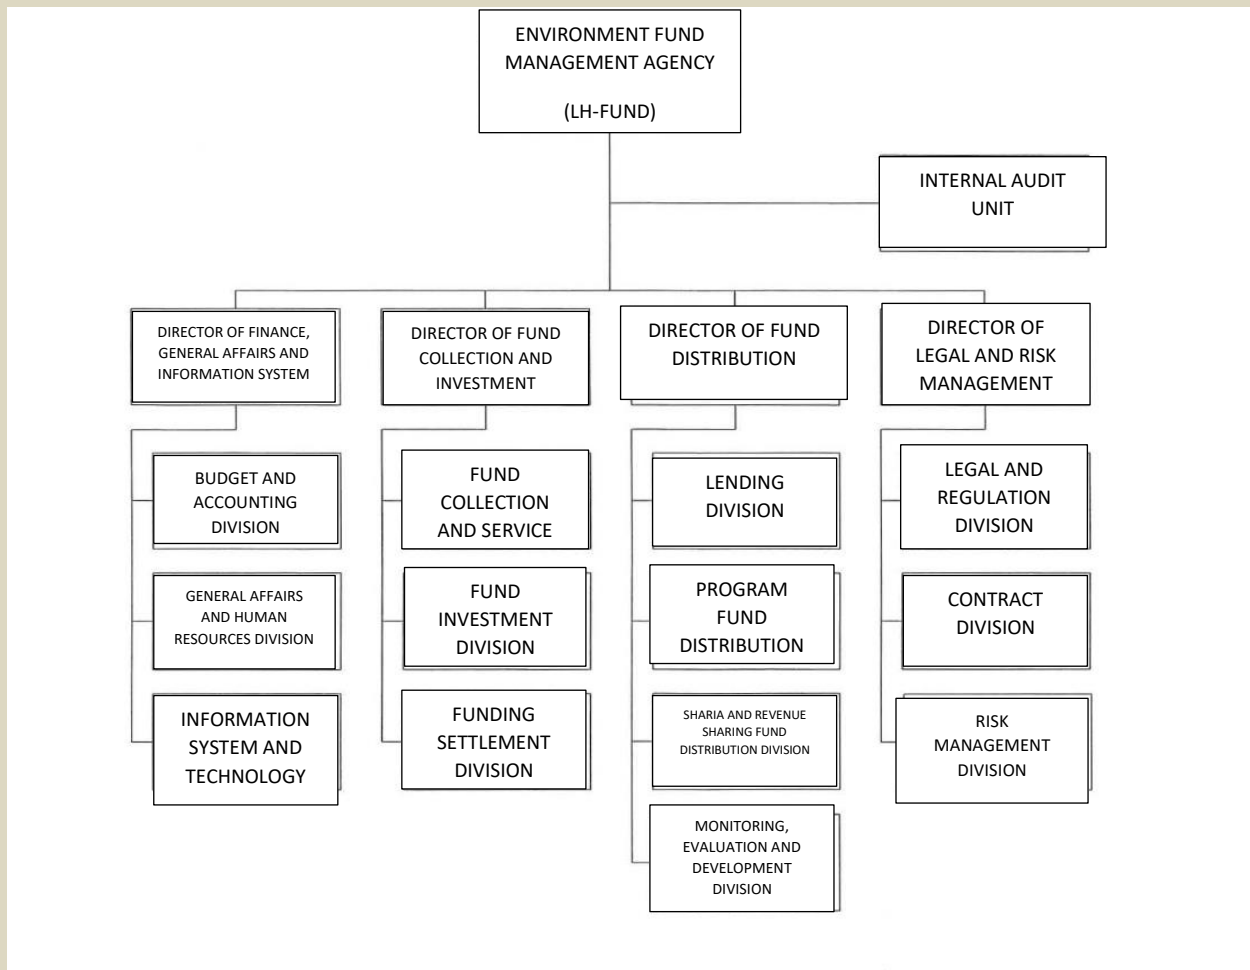 ENVIRONMENT FUND
MANAGEMENT AGENCY
(LH-FUND)
INTERNAL AUDIT
UNIT
DIRECTOR OF FINANCE,
GENERAL AFFAIRS AND
INFORMATION SYSTEM
DIRECTOR OF FUND
COLLECTION AND
INVESTMENT
DIRECTOR OF FUND
DISTRIBUTION
DIRECTOR OF
LEGAL AND RISK
MANAGEMENT
BUDGET AND
ACCOUNTING
DIVISION
GENERAL AFFAIRS
AND HUMAN
RESOURCES DIVISION
INFORMATION
SYSTEM AND
TECHNOLOGY
FUND
COLLECTION
AND SERVICE
FUND
INVESTMENT
DIVISION
FUNDING
SETTLEMENT
DIVISION
LENDING
DIVISION
PROGRAM
FUND
DISTRIBUTION
SHARIA AND REVENUE
SHARING FUND
DISTRIBUTION DIVISION
MONITORING,
EVALUATION AND
DEVELOPMENT
DIVISION
LEGAL AND
REGULATION
DIVISION
CONTRACT
DIVISION
RISK
MANAGEMENT
DIVISION